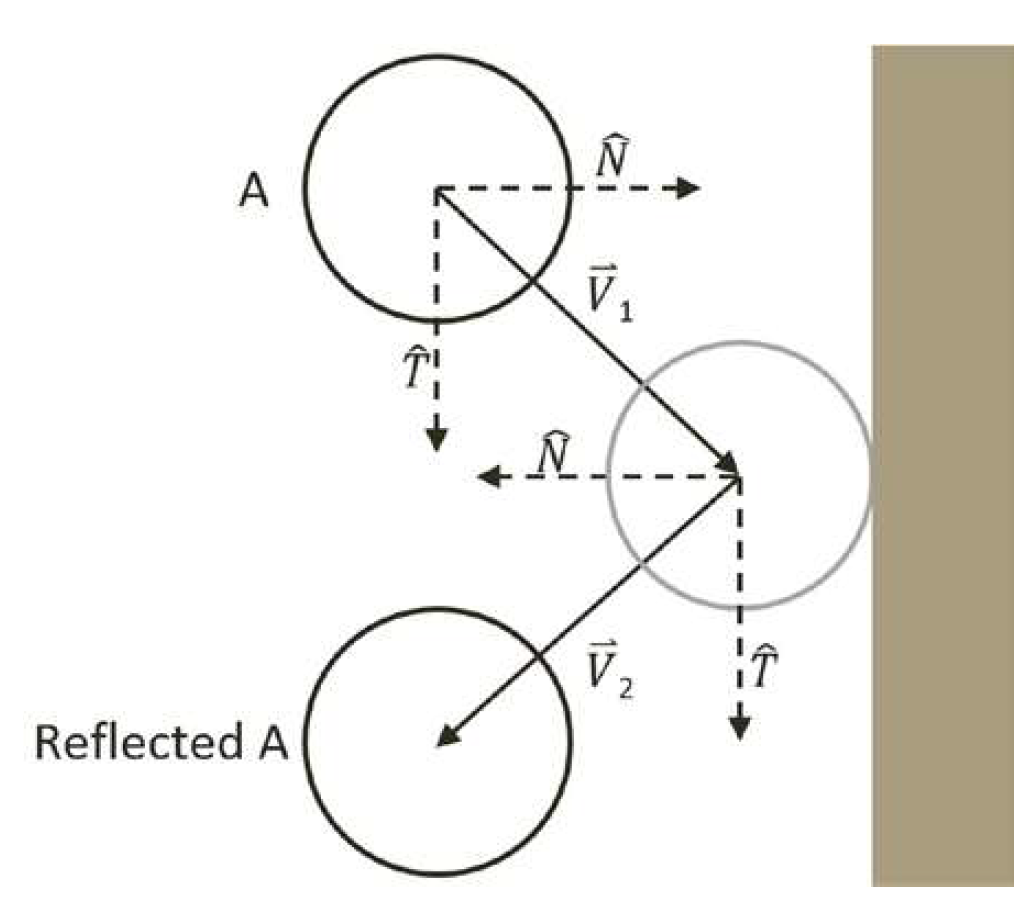 N̂
A
V⃗₁
T̂
N̂
T̂
V⃗₂
Reflected A